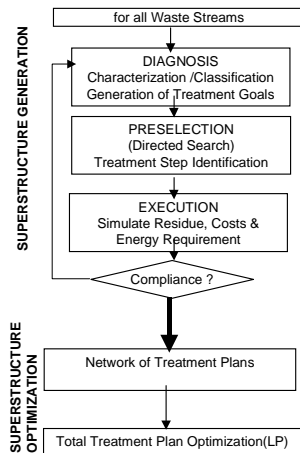 for all Waste Streams
SUPERSTRUCTURE GENERATION
DIAGNOSIS
Characterization /Classification
Generation of Treatment Goals
PRESELECTION
(Directed Search)
Treatment Step Identification
EXECUTION
Simulate Residue, Costs &
Energy Requirement
Compliance ?
SUPERSTRUCTURE
OPTIMIZATION
Network of Treatment Plans
Total Treatment Plan Optimization(LP)